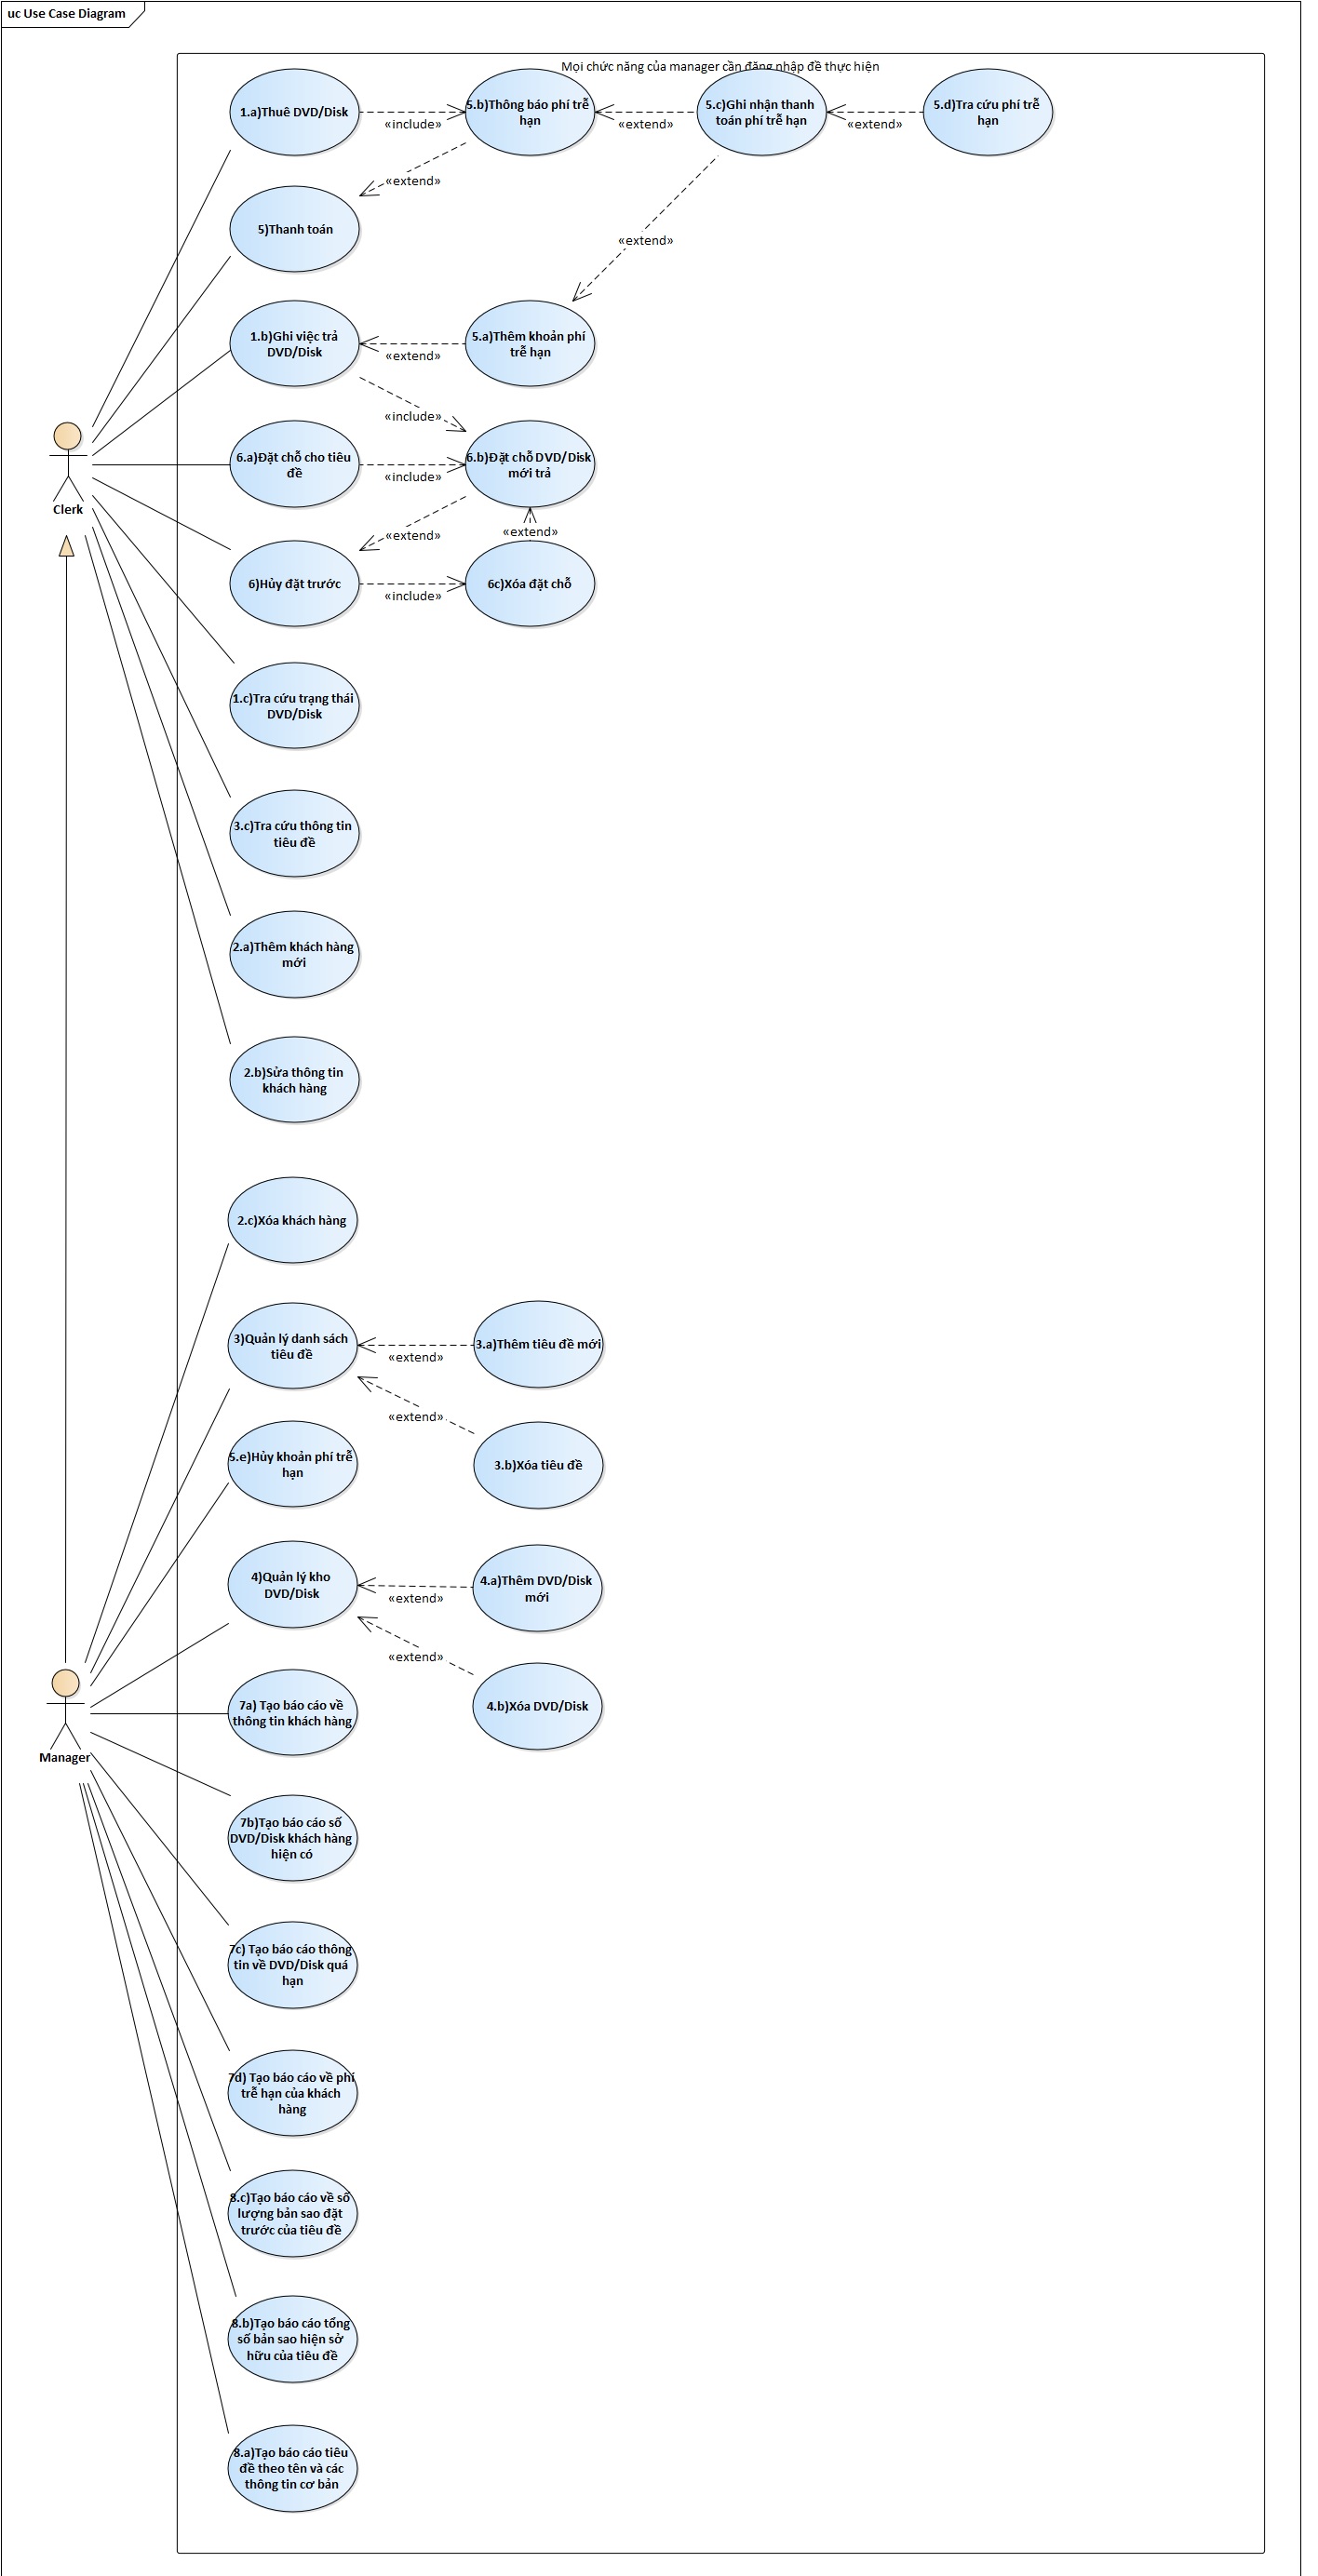 uc Use Case Diagram
Mọi chức năng của manager cần đăng nhập đề thực hiện
1.a)Thuê DVD/Disk
«include»
5.b)Thông báo phí trễ
hạn
«extend»
5.c)Ghi nhận thanh
toán phí trễ hạn
«extend»
5.d)Tra cứu phí trễ
hạn
«extend»
5)Thanh toán
«extend»
1.b)Ghi việc trả
DVD/Disk
«extend»
5.a)Thêm khoản phí
trễ hạn
«include»
6.a)Đặt chỗ cho tiêu
đề
«include»
6.b)Đặt chỗ DVD/Disk
mới trả
Clerk
«extend»
«extend»
6)Hủy đặt trước
«include»
6c)Xóa đặt chỗ
1.c)Tra cứu trạng thái
DVD/Disk
3.c)Tra cứu thông tin
tiêu đề
2.a)Thêm khách hàng
mới
2.b)Sửa thông tin
khách hàng
2.c)Xóa khách hàng
3)Quản lý danh sách
tiêu đề
«extend»
3.a)Thêm tiêu đề mới
«extend»
3.b)Xóa tiêu đề
5.e)Hủy khoản phí trễ
hạn
4)Quản lý kho
DVD/Disk
«extend»
4.a)Thêm DVD/Disk
mới
«extend»
4.b)Xóa DVD/Disk
7a) Tạo báo cáo về
thông tin khách hàng
Manager
7b)Tạo báo cáo số
DVD/Disk khách hàng
hiện có
7c) Tạo báo cáo thông
tin về DVD/Disk quá
hạn
7d) Tạo báo cáo về phí
trễ hạn của khách
hàng
8.c)Tạo báo cáo về số
lượng bản sao đặt
trước của tiêu đề
8.b)Tạo báo cáo tổng
số bản sao hiện sở
hữu của tiêu đề
8.a)Tạo báo cáo tiêu
đề theo tên và các
thông tin cơ bản